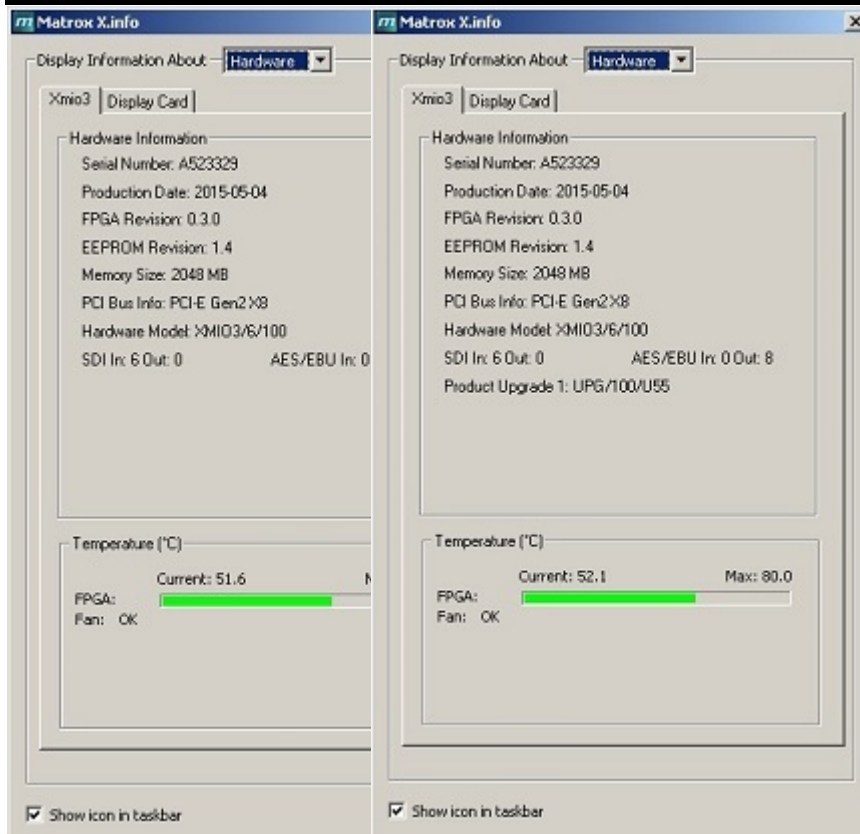 Matrox X.info
Display Information About Hardware
Xmio3 Display Card
Hardware Information
Serial Number: A523329
Production Date: 2015-05-04
FPGA Revision: 0.3.0
EEPROM Revision: 1.4
Memory Size: 2048 MB
PCI Bus Info: PCI-E Gen2 X8
Hardware Model: XMIO3/6/100
SDI In: 6 Out: 0 AES/EBU In: 0
Temperature (°C)
Current: 51.6
FPGA:
Fan: OK
Show icon in taskbar
Matrox X.info
Display Information About Hardware
Xmio3 Display Card
Hardware Information
Serial Number: A523329
Production Date: 2015-05-04
FPGA Revision: 0.3.0
EEPROM Revision: 1.4
Memory Size: 2048 MB
PCI Bus Info: PCI-E Gen2 X8
Hardware Model: XMIO3/6/100
SDI In: 6 Out: 0 AES/EBU In: 0 Out: 8
Product Upgrade 1: UPG/100/U55
Temperature (°C)
Current: 52.1 Max: 80.0
FPGA:
Fan: OK
Show icon in taskbar